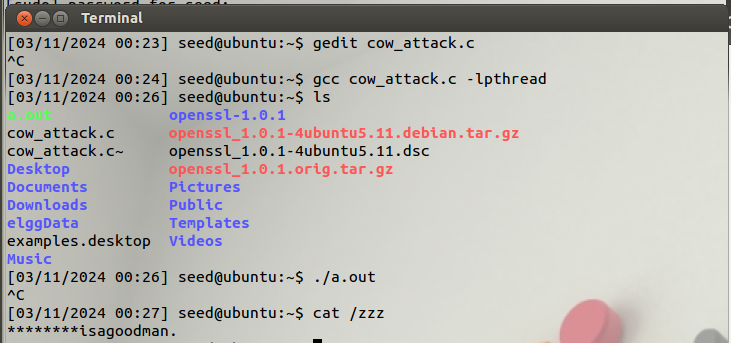 [sudo] password for seed:
Terminal
[03/11/2024 00:23] seed@ubuntu:~$ gedit cow_attack.c
^C
[03/11/2024 00:24] seed@ubuntu:~$ gcc cow_attack.c -lpthread
[03/11/2024 00:26] seed@ubuntu:~$ ls
a.out openssl-1.0.1
cow_attack.c openssl_1.0.1-4ubuntu5.11.debian.tar.gz
cow_attack.c~ openssl_1.0.1-4ubuntu5.11.dsc
Desktop openssl_1.0.1.orig.tar.gz
Documents Pictures
Downloads Public
elggData Templates
examples.desktop Videos
Music
[03/11/2024 00:26] seed@ubuntu:~$ ./a.out
^C
[03/11/2024 00:27] seed@ubuntu:~$ cat /zzz
********isagoodman.